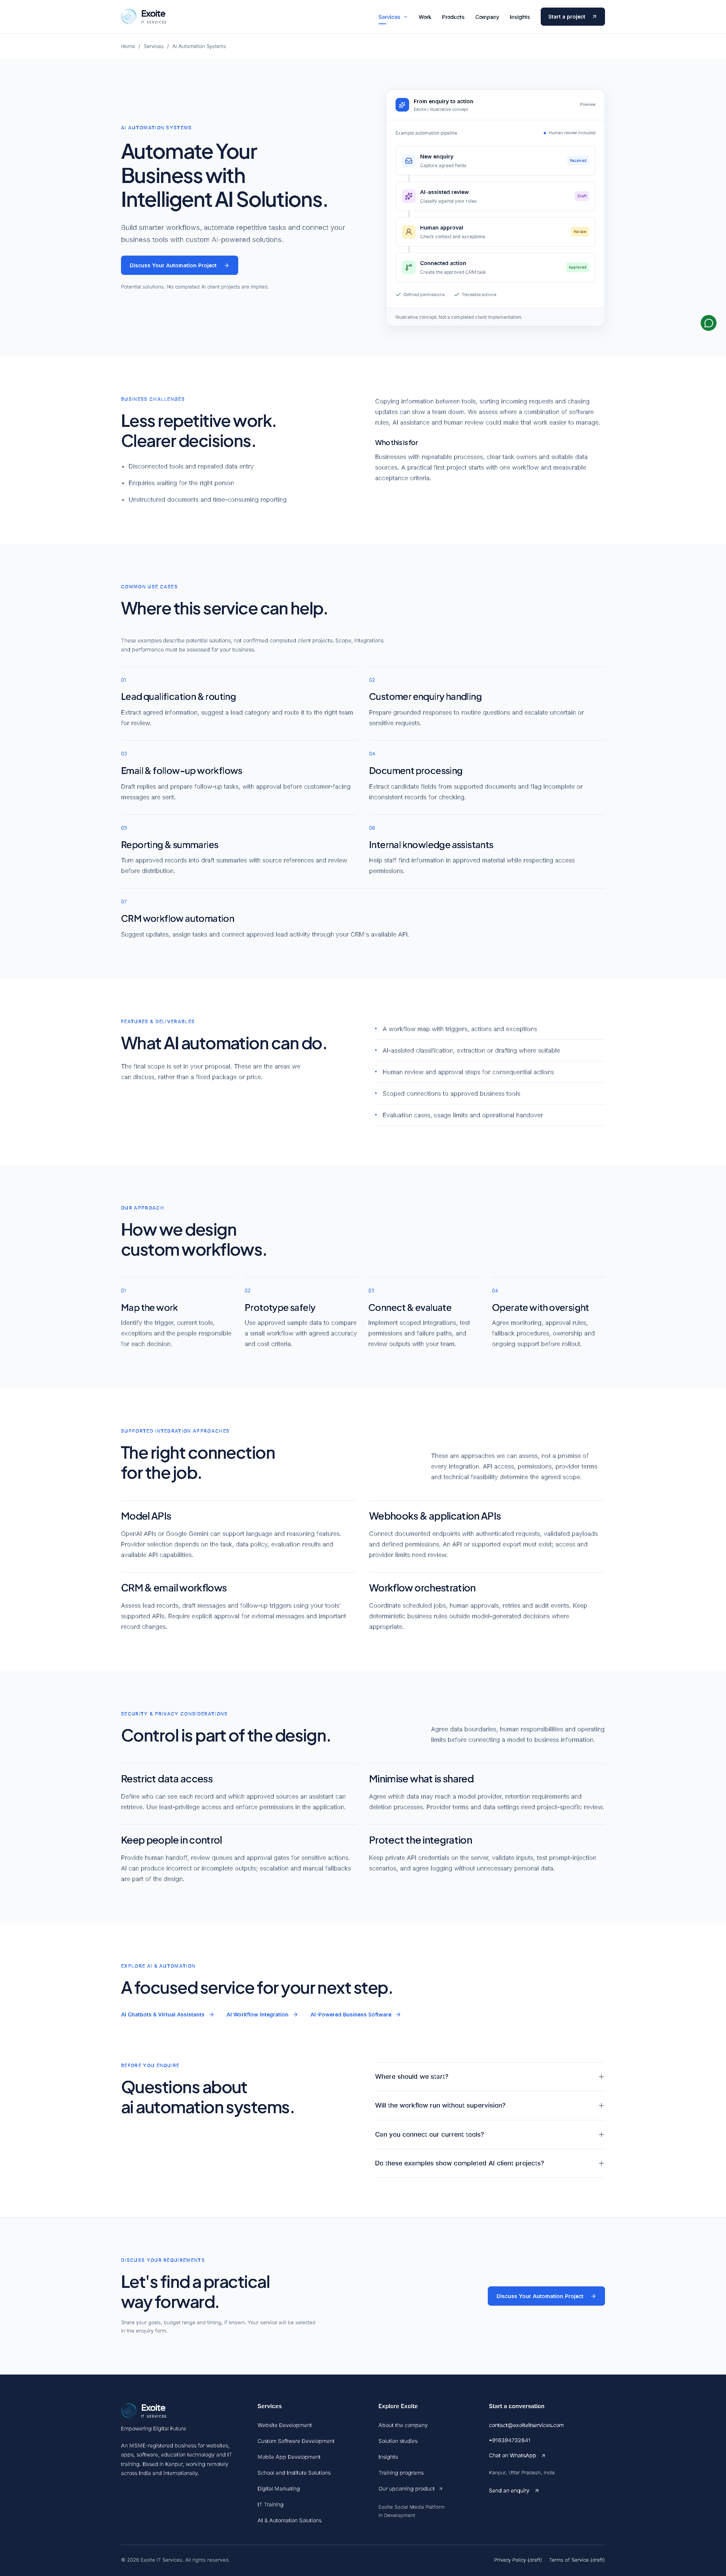 Exoite
IT SERVICES
Services
Work
Products
Company
Insights
Start a project
Home / Services / AI Automation Systems
AI AUTOMATION SYSTEMS
Automate Your
Business with
Intelligent AI Solutions.
Build smarter workflows, automate repetitive tasks and connect your
business tools with custom AI-powered solutions.
Discuss Your Automation Project
Potential solutions. No completed AI client projects are implied.
From enquiry to action
Exoite / illustrative concept
Preview
Example automation pipeline
Human review included
New enquiry
Capture agreed fields
Received
AI-assisted review
Classify against your rules
Draft
Human approval
Check context and exceptions
Review
Connected action
Create the approved CRM task
Approved
Defined permissions
Traceable actions
Illustrative concept. Not a completed client implementation.
BUSINESS CHALLENGES
Less repetitive work.
Clearer decisions.
Disconnected tools and repeated data entry
Enquiries waiting for the right person
Unstructured documents and time-consuming reporting
Copying information between tools, sorting incoming requests and chasing
updates can slow a team down. We assess where a combination of software
rules, AI assistance and human review could make that work easier to manage.
Who this is for
Businesses with repeatable processes, clear task owners and suitable data
sources. A practical first project starts with one workflow and measurable
acceptance criteria.
COMMON USE CASES
Where this service can help.
These examples describe potential solutions, not confirmed completed client projects. Scope, integrations
and performance must be assessed for your business.
01
Lead qualification & routing
Extract agreed information, suggest a lead category and route it to the right team
for review.
02
Customer enquiry handling
Prepare grounded responses to routine questions and escalate uncertain or
sensitive requests.
03
Email & follow-up workflows
Draft replies and prepare follow-up tasks, with approval before customer-facing
messages are sent.
04
Document processing
Extract candidate fields from supported documents and flag incomplete or
inconsistent records for checking.
05
Reporting & summaries
Turn approved records into draft summaries with source references and review
before distribution.
06
Internal knowledge assistants
Help staff find information in approved material while respecting access
permissions.
07
CRM workflow automation
Suggest updates, assign tasks and connect approved lead activity through your CRM's available API.
FEATURES & DELIVERABLES
What AI automation can do.
The final scope is set in your proposal. These are the areas we
can discuss, rather than a fixed package or price.
A workflow map with triggers, actions and exceptions
AI-assisted classification, extraction or drafting where suitable
Human review and approval steps for consequential actions
Scoped connections to approved business tools
Evaluation cases, usage limits and operational handover
OUR APPROACH
How we design
custom workflows.
01
Map the work
Identify the trigger, current tools,
exceptions and the people responsible
for each decision.
02
Prototype safely
Use approved sample data to compare
a small workflow with agreed accuracy
and cost criteria.
03
Connect & evaluate
Implement scoped integrations, test
permissions and failure paths, and
review outputs with your team.
04
Operate with oversight
Agree monitoring, approval rules,
fallback procedures, ownership and
ongoing support before rollout.
SUPPORTED INTEGRATION APPROACHES
The right connection
for the job.
These are approaches we can assess, not a promise of
every integration. API access, permissions, provider terms
and technical feasibility determine the agreed scope.
Model APIs
OpenAI APIs or Google Gemini can support language and reasoning features.
Provider selection depends on the task, data policy, evaluation results and
available API capabilities.
Webhooks & application APIs
Connect documented endpoints with authenticated requests, validated payloads
and defined permissions. An API or supported export must exist; access and
provider limits need review.
CRM & email workflows
Assess lead records, draft messages and follow-up triggers using your tools'
supported APIs. Require explicit approval for external messages and important
record changes.
Workflow orchestration
Coordinate scheduled jobs, human approvals, retries and audit events. Keep
deterministic business rules outside model-generated decisions where
appropriate.
SECURITY & PRIVACY CONSIDERATIONS
Control is part of the design.
Agree data boundaries, human responsibilities and operating
limits before connecting a model to business information.
Restrict data access
Define who can see each record and which approved sources an assistant can
retrieve. Use least-privilege access and enforce permissions in the application.
Minimise what is shared
Agree which data may reach a model provider, retention requirements and
deletion processes. Provider terms and data settings need project-specific review.
Keep people in control
Provide human handoff, review queues and approval gates for sensitive actions.
AI can produce incorrect or incomplete outputs; escalation and manual fallbacks
are part of the design.
Protect the integration
Keep private API credentials on the server, validate inputs, test prompt-injection
scenarios, and agree logging without unnecessary personal data.
EXPLORE AI & AUTOMATION
A focused service for your next step.
AI Chatbots & Virtual Assistants
AI Workflow Integration
AI-Powered Business Software
BEFORE YOU ENQUIRE
Questions about
ai automation systems.
Where should we start?
Will the workflow run without supervision?
Can you connect our current tools?
Do these examples show completed AI client projects?
DISCUSS YOUR REQUIREMENTS
Let's find a practical
way forward.
Share your goals, budget range and timing, if known. Your service will be selected
in the enquiry form.
Discuss Your Automation Project
Exoite
IT SERVICES
Empowering Digital Future
An MSME-registered business for websites,
apps, software, education technology and IT
training. Based in Kanpur, working remotely
across India and internationally.
Services
Website Development
Custom Software Development
Mobile App Development
School and Institute Solutions
Digital Marketing
IT Training
AI & Automation Solutions
Explore Exoite
About the company
Solution studies
Insights
Training programs
Our upcoming product
Exoite Social Media Platform
In Development
Start a conversation
contact@exoiteitservices.com
+916394732841
Chat on WhatsApp
Kanpur, Uttar Pradesh, India
Send an enquiry
© 2026 Exoite IT Services. All rights reserved.
Privacy Policy (draft)
Terms of Service (draft)